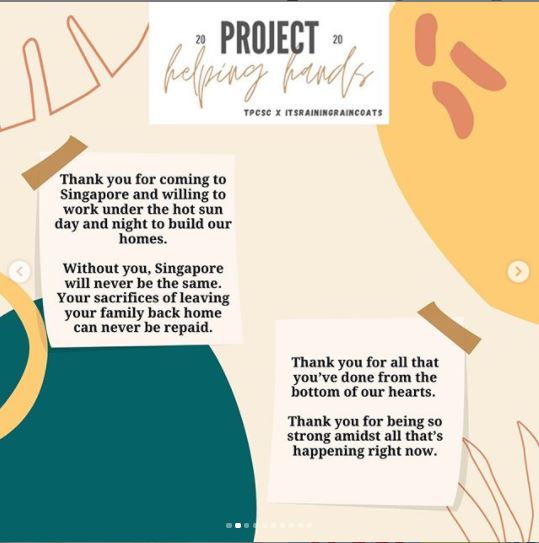 20 PROJECT 20
helping hands
TPCSC X ITSRAININGRAINCOATS
Thank you for coming to
Singapore and willing to
work under the hot sun
day and night to build our
homes.
Without you, Singapore
will never be the same.
Your sacrifices of leaving
your family back home
can never be repaid.
Thank you for all that
you've done from the
bottom of our hearts.
Thank you for being so
strong amidst all that's
happening right now.